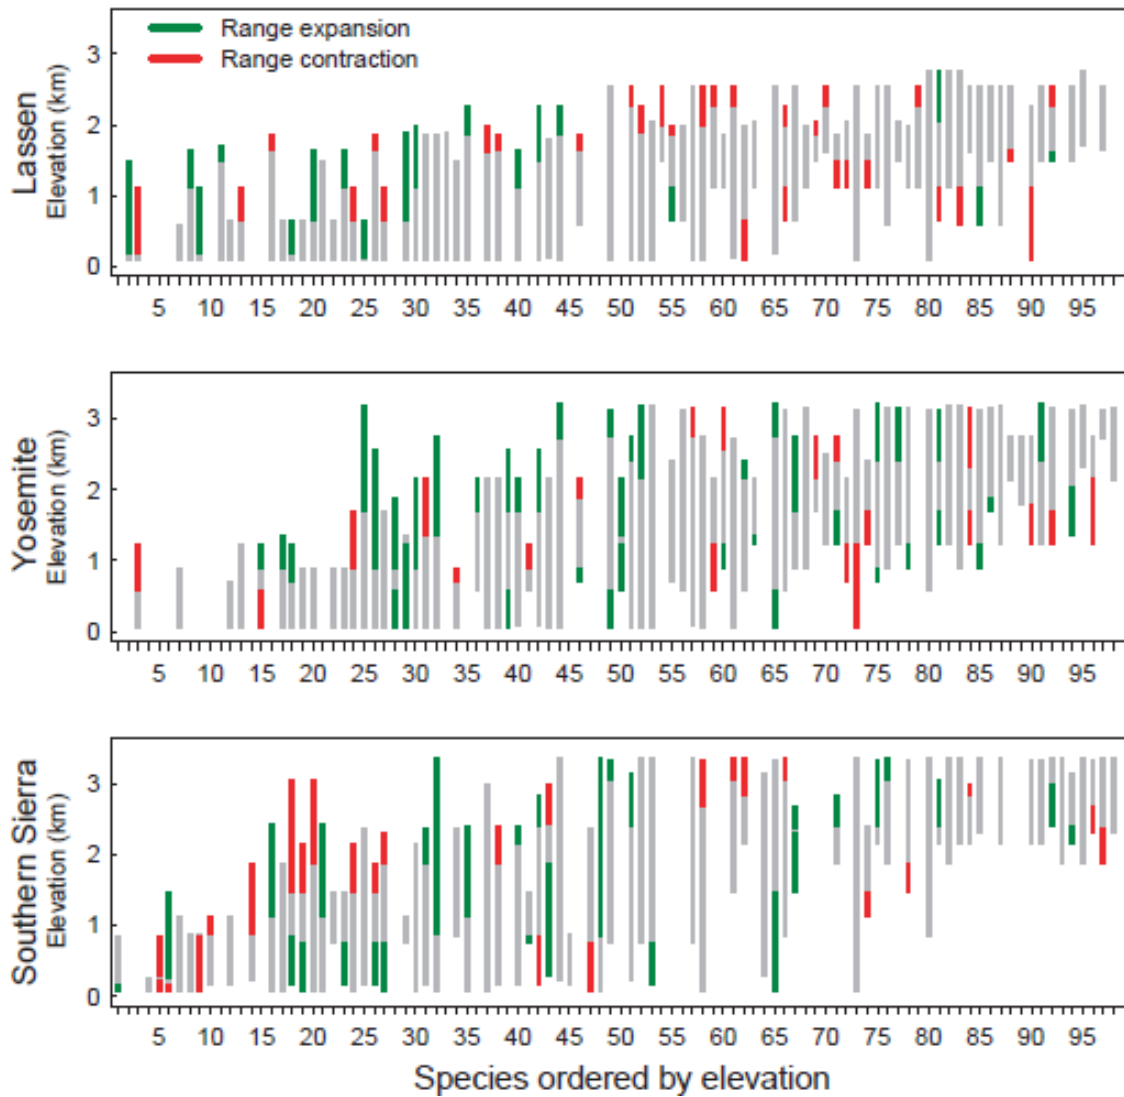 Range expansion
Range contraction
Lassen
Elevation (km)
3
2
1
0
5 10 15 20 25 30 35 40 45 50 55 60 65 70 75 80 85 90 95
Yosemite
Elevation (km)
3
2
1
0
5 10 15 20 25 30 35 40 45 50 55 60 65 70 75 80 85 90 95
Southern Sierra
Elevation (km)
3
2
1
0
5 10 15 20 25 30 35 40 45 50 55 60 65 70 75 80 85 90 95
Species ordered by elevation